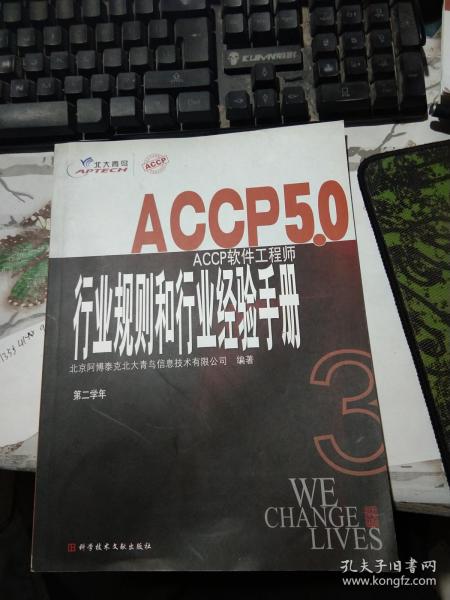 北大青鸟
APTECH
ACCP
ACCP5.0
ACCP软件工程师
行业规则和行业经验手册
北京阿博泰克北大青鸟信息技术有限公司 编著
第二学年
3
WE
CHANGE
LIVES
科学技术文献出版社
孔夫子旧书网
www.kongfz.com